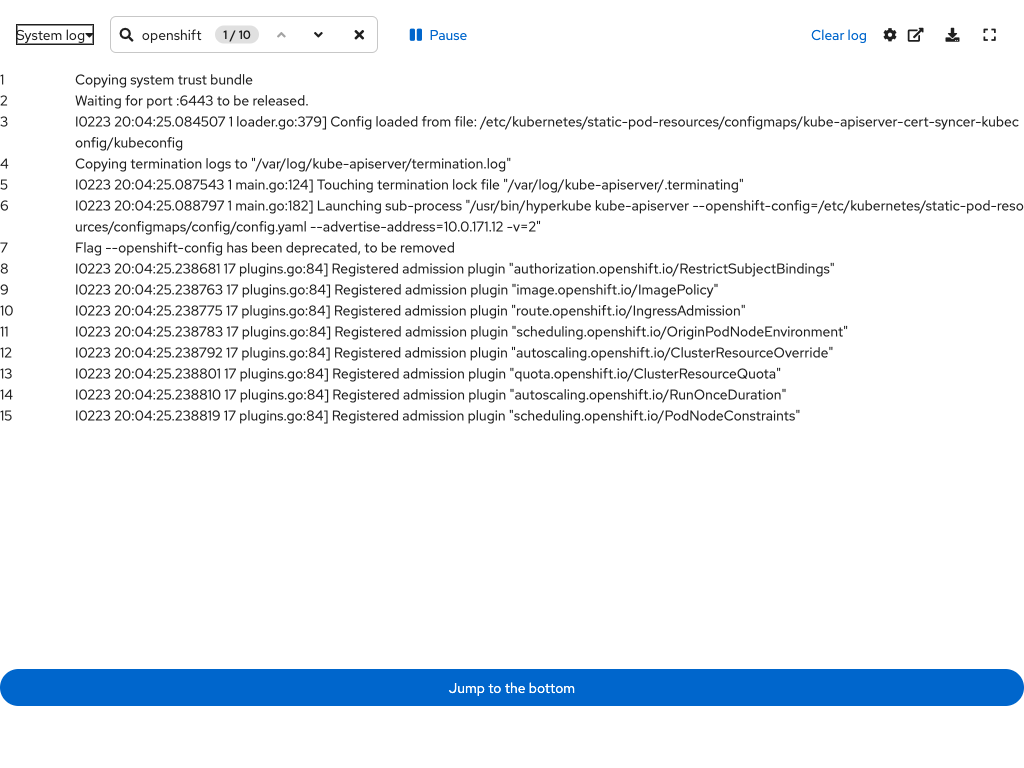 System log
openshift
1 / 10
Pause
Clear log
1 Copying system trust bundle
2 Waiting for port :6443 to be released.
3 I0223 20:04:25.084507 1 loader.go:379] Config loaded from file: /etc/kubernetes/static-pod-resources/configmaps/kube-apiserver-cert-syncer-kubec
onfig/kubeconfig
4 Copying termination logs to "/var/log/kube-apiserver/termination.log"
5 I0223 20:04:25.087543 1 main.go:124] Touching termination lock file "/var/log/kube-apiserver/.terminating"
6 I0223 20:04:25.088797 1 main.go:182] Launching sub-process "/usr/bin/hyperkube kube-apiserver --openshift-config=/etc/kubernetes/static-pod-reso
urces/configmaps/config/config.yaml --advertise-address=10.0.171.12 -v=2"
7 Flag --openshift-config has been deprecated, to be removed
8 I0223 20:04:25.238681 17 plugins.go:84] Registered admission plugin "authorization.openshift.io/RestrictSubjectBindings"
9 I0223 20:04:25.238763 17 plugins.go:84] Registered admission plugin "image.openshift.io/ImagePolicy"
10 I0223 20:04:25.238775 17 plugins.go:84] Registered admission plugin "route.openshift.io/IngressAdmission"
11 I0223 20:04:25.238783 17 plugins.go:84] Registered admission plugin "scheduling.openshift.io/OriginPodNodeEnvironment"
12 I0223 20:04:25.238792 17 plugins.go:84] Registered admission plugin "autoscaling.openshift.io/ClusterResourceOverride"
13 I0223 20:04:25.238801 17 plugins.go:84] Registered admission plugin "quota.openshift.io/ClusterResourceQuota"
14 I0223 20:04:25.238810 17 plugins.go:84] Registered admission plugin "autoscaling.openshift.io/RunOnceDuration"
15 I0223 20:04:25.238819 17 plugins.go:84] Registered admission plugin "scheduling.openshift.io/PodNodeConstraints"
Jump to the bottom